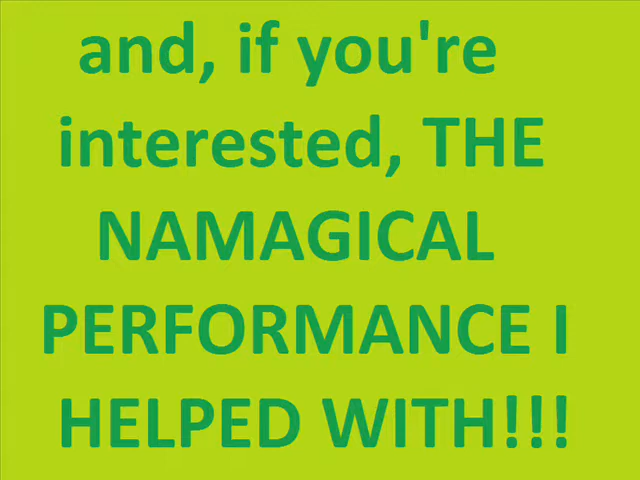 and, if you're
interested, THE
NAMAGICAL
PERFORMANCE I
HELPED WITH!!!